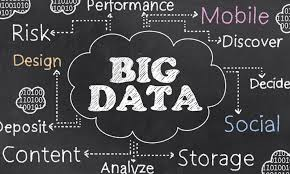 Performance
Mobile
Risk
Discover
Design
BIG
DATA
Decide
Deposit
Social
Content
Storage
Analyze